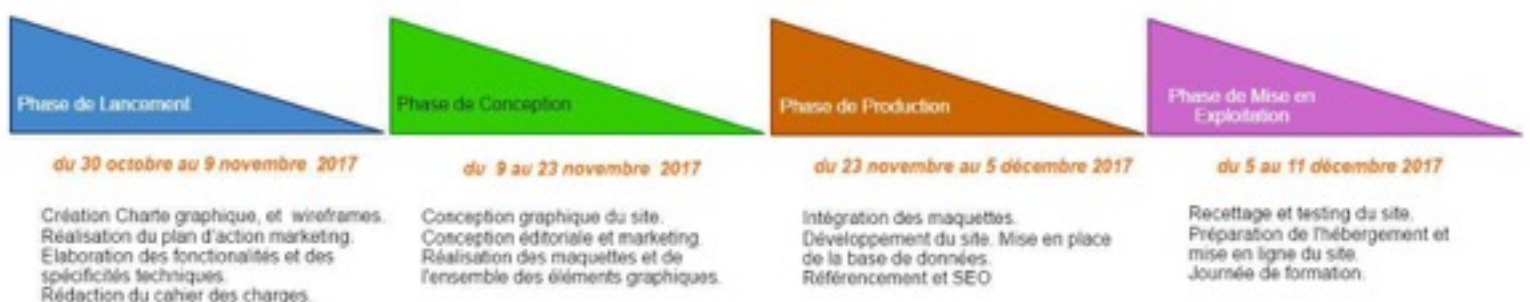 Phase de Lancement
du 30 octobre au 9 novembre 2017
Création Charte graphique, et wireframes.
Réalisation du plan d'action marketing.
Elaboration des fonctionalités et des
spécificités techniques.
Rédaction du cahier des charges.
Phase de Conception
du 9 au 23 novembre 2017
Conception graphique du site.
Conception éditoriale et marketing.
Réalisation des maquettes et de
l'ensemble des éléments graphiques.
Phase de Production
du 23 novembre au 5 décembre 2017
Intégration des maquettes.
Développement du site. Mise en place
de la base de données.
Référencement et SEO
Phase de Mise en
Exploitation
du 5 au 11 décembre 2017
Recettage et testing du site.
Préparation de l'hébergement et
mise en ligne du site.
Journée de formation.